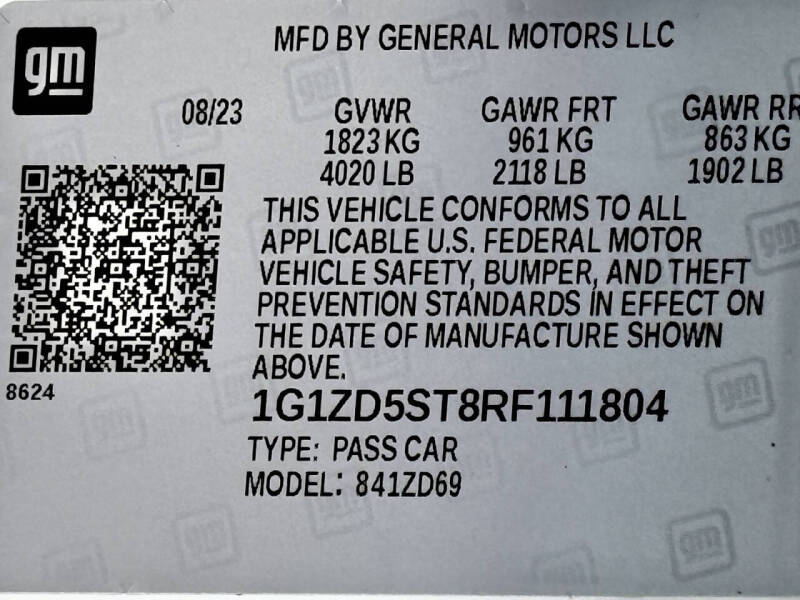 gm
MFD BY GENERAL MOTORS LLC
08/23 GVWR GAWR FRT GAWR RR
1823 KG 961 KG 863 KG
4020 LB 2118 LB 1902 LB
THIS VEHICLE CONFORMS TO ALL
APPLICABLE U.S. FEDERAL MOTOR
VEHICLE SAFETY, BUMPER, AND THEFT
PREVENTION STANDARDS IN EFFECT ON
THE DATE OF MANUFACTURE SHOWN
ABOVE.
8624
1G1ZD5ST8RF111804
TYPE: PASS CAR
MODEL: 841ZD69